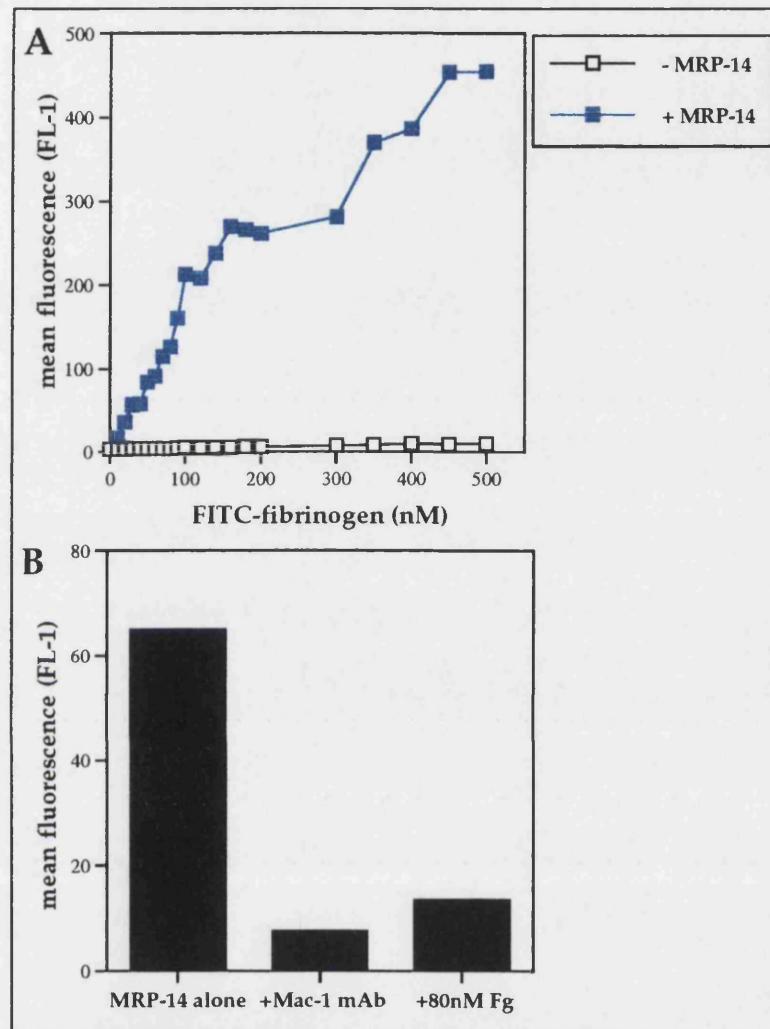 A
500
400
300
200
100
0
mean fluorescence (FL-1)
0 100 200 300 400 500
FITC-fibrinogen (nM)
- MRP-14
+ MRP-14
B
80
60
40
20
0
mean fluorescence (FL-1)
MRP-14 alone +Mac-1 mAb +80nM Fg